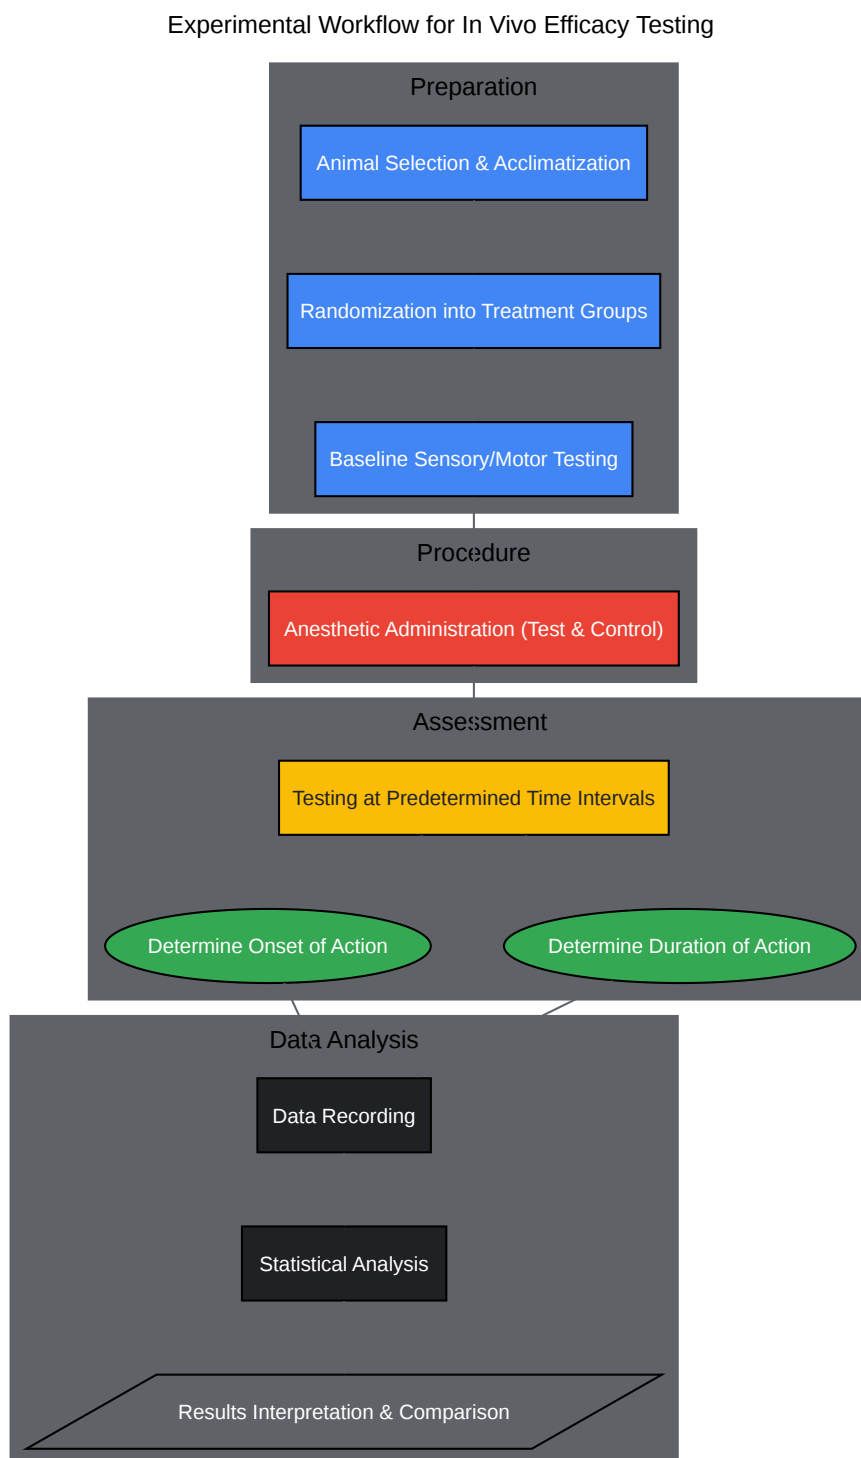 Experimental Workflow for In Vivo Efficacy Testing
Preparation
Animal Selection & Acclimatization
Randomization into Treatment Groups
Baseline Sensory/Motor Testing
Procedure
Anesthetic Administration (Test & Control)
Assessment
Testing at Predetermined Time Intervals
Determine Onset of Action
Determine Duration of Action
Data Analysis
Data Recording
Statistical Analysis
Results Interpretation & Comparison